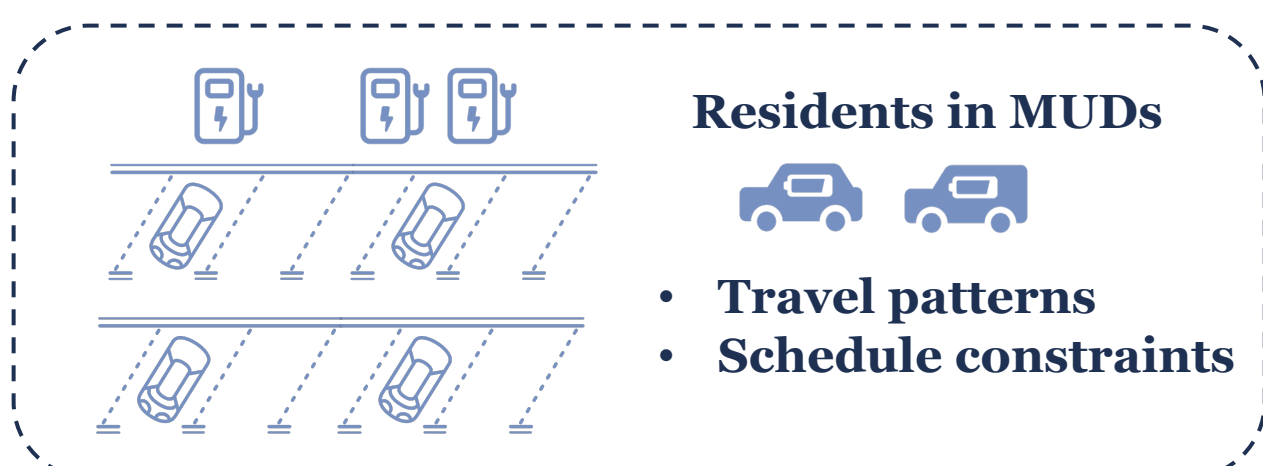 Residents in MUDs
• Travel patterns
• Schedule constraints